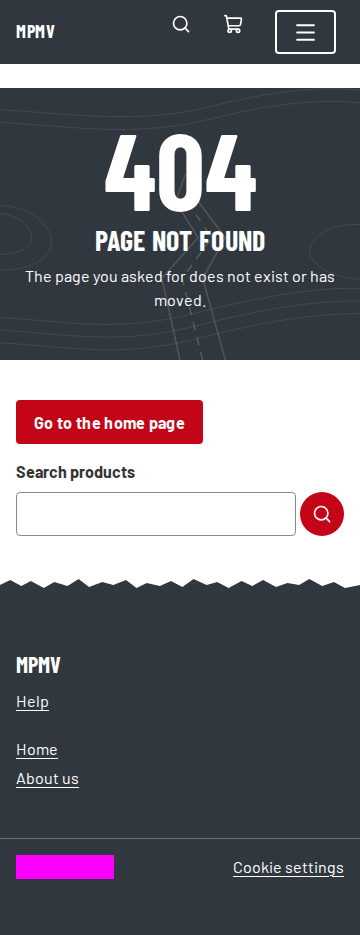 MPMV
404
PAGE NOT FOUND
The page you asked for does not exist or has
moved.
Go to the home page
Search products
MPMV
Help
Home
About us
Cookie settings